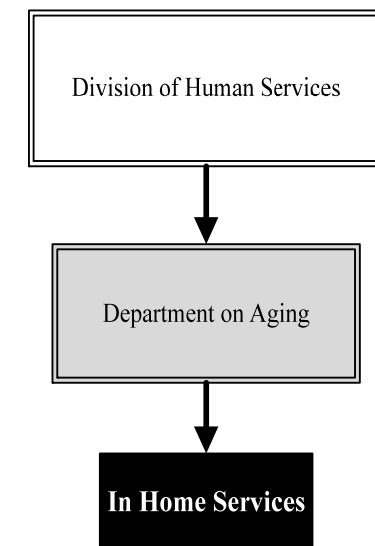 Division of Human Services
Department on Aging
In Home Services